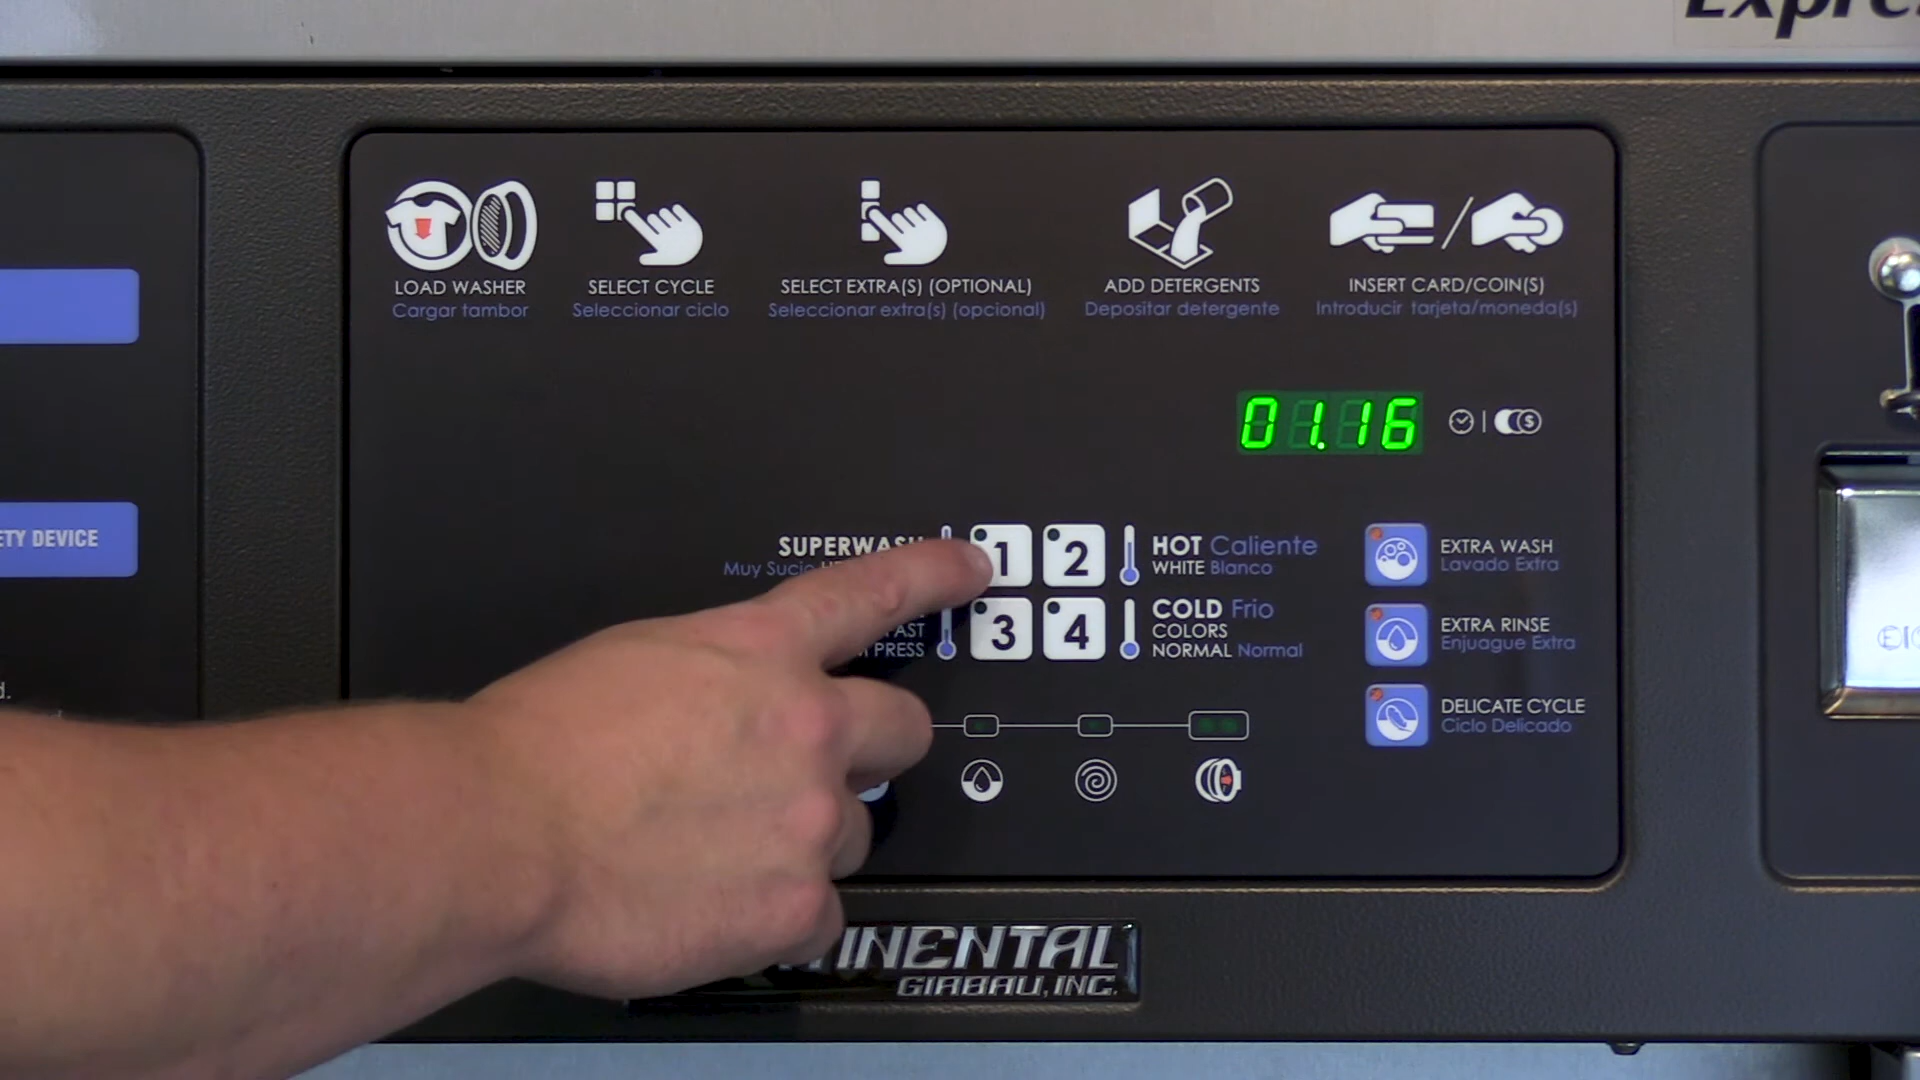 Expre
LOAD WASHER
Cargar tambor
SELECT CYCLE
Seleccionar ciclo
SELECT EXTRA(S) (OPTIONAL)
Seleccionar extra(s) (opcional)
ADD DETERGENTS
Depositar detergente
INSERT CARD/COIN(S)
Introducir tarjeta/moneda(s)
01.16
ETY DEVICE
SUPERWASH
Muy Sucio
1
2
HOT Caliente
WHITE Blanco
3
4
COLD Frio
COLORS
NORMAL Normal
PRESS
EXTRA WASH
Lavado Extra
EXTRA RINSE
Enjuague Extra
DELICATE CYCLE
Ciclo Delicado
d.
INENTAL
GIRBAU, INC.